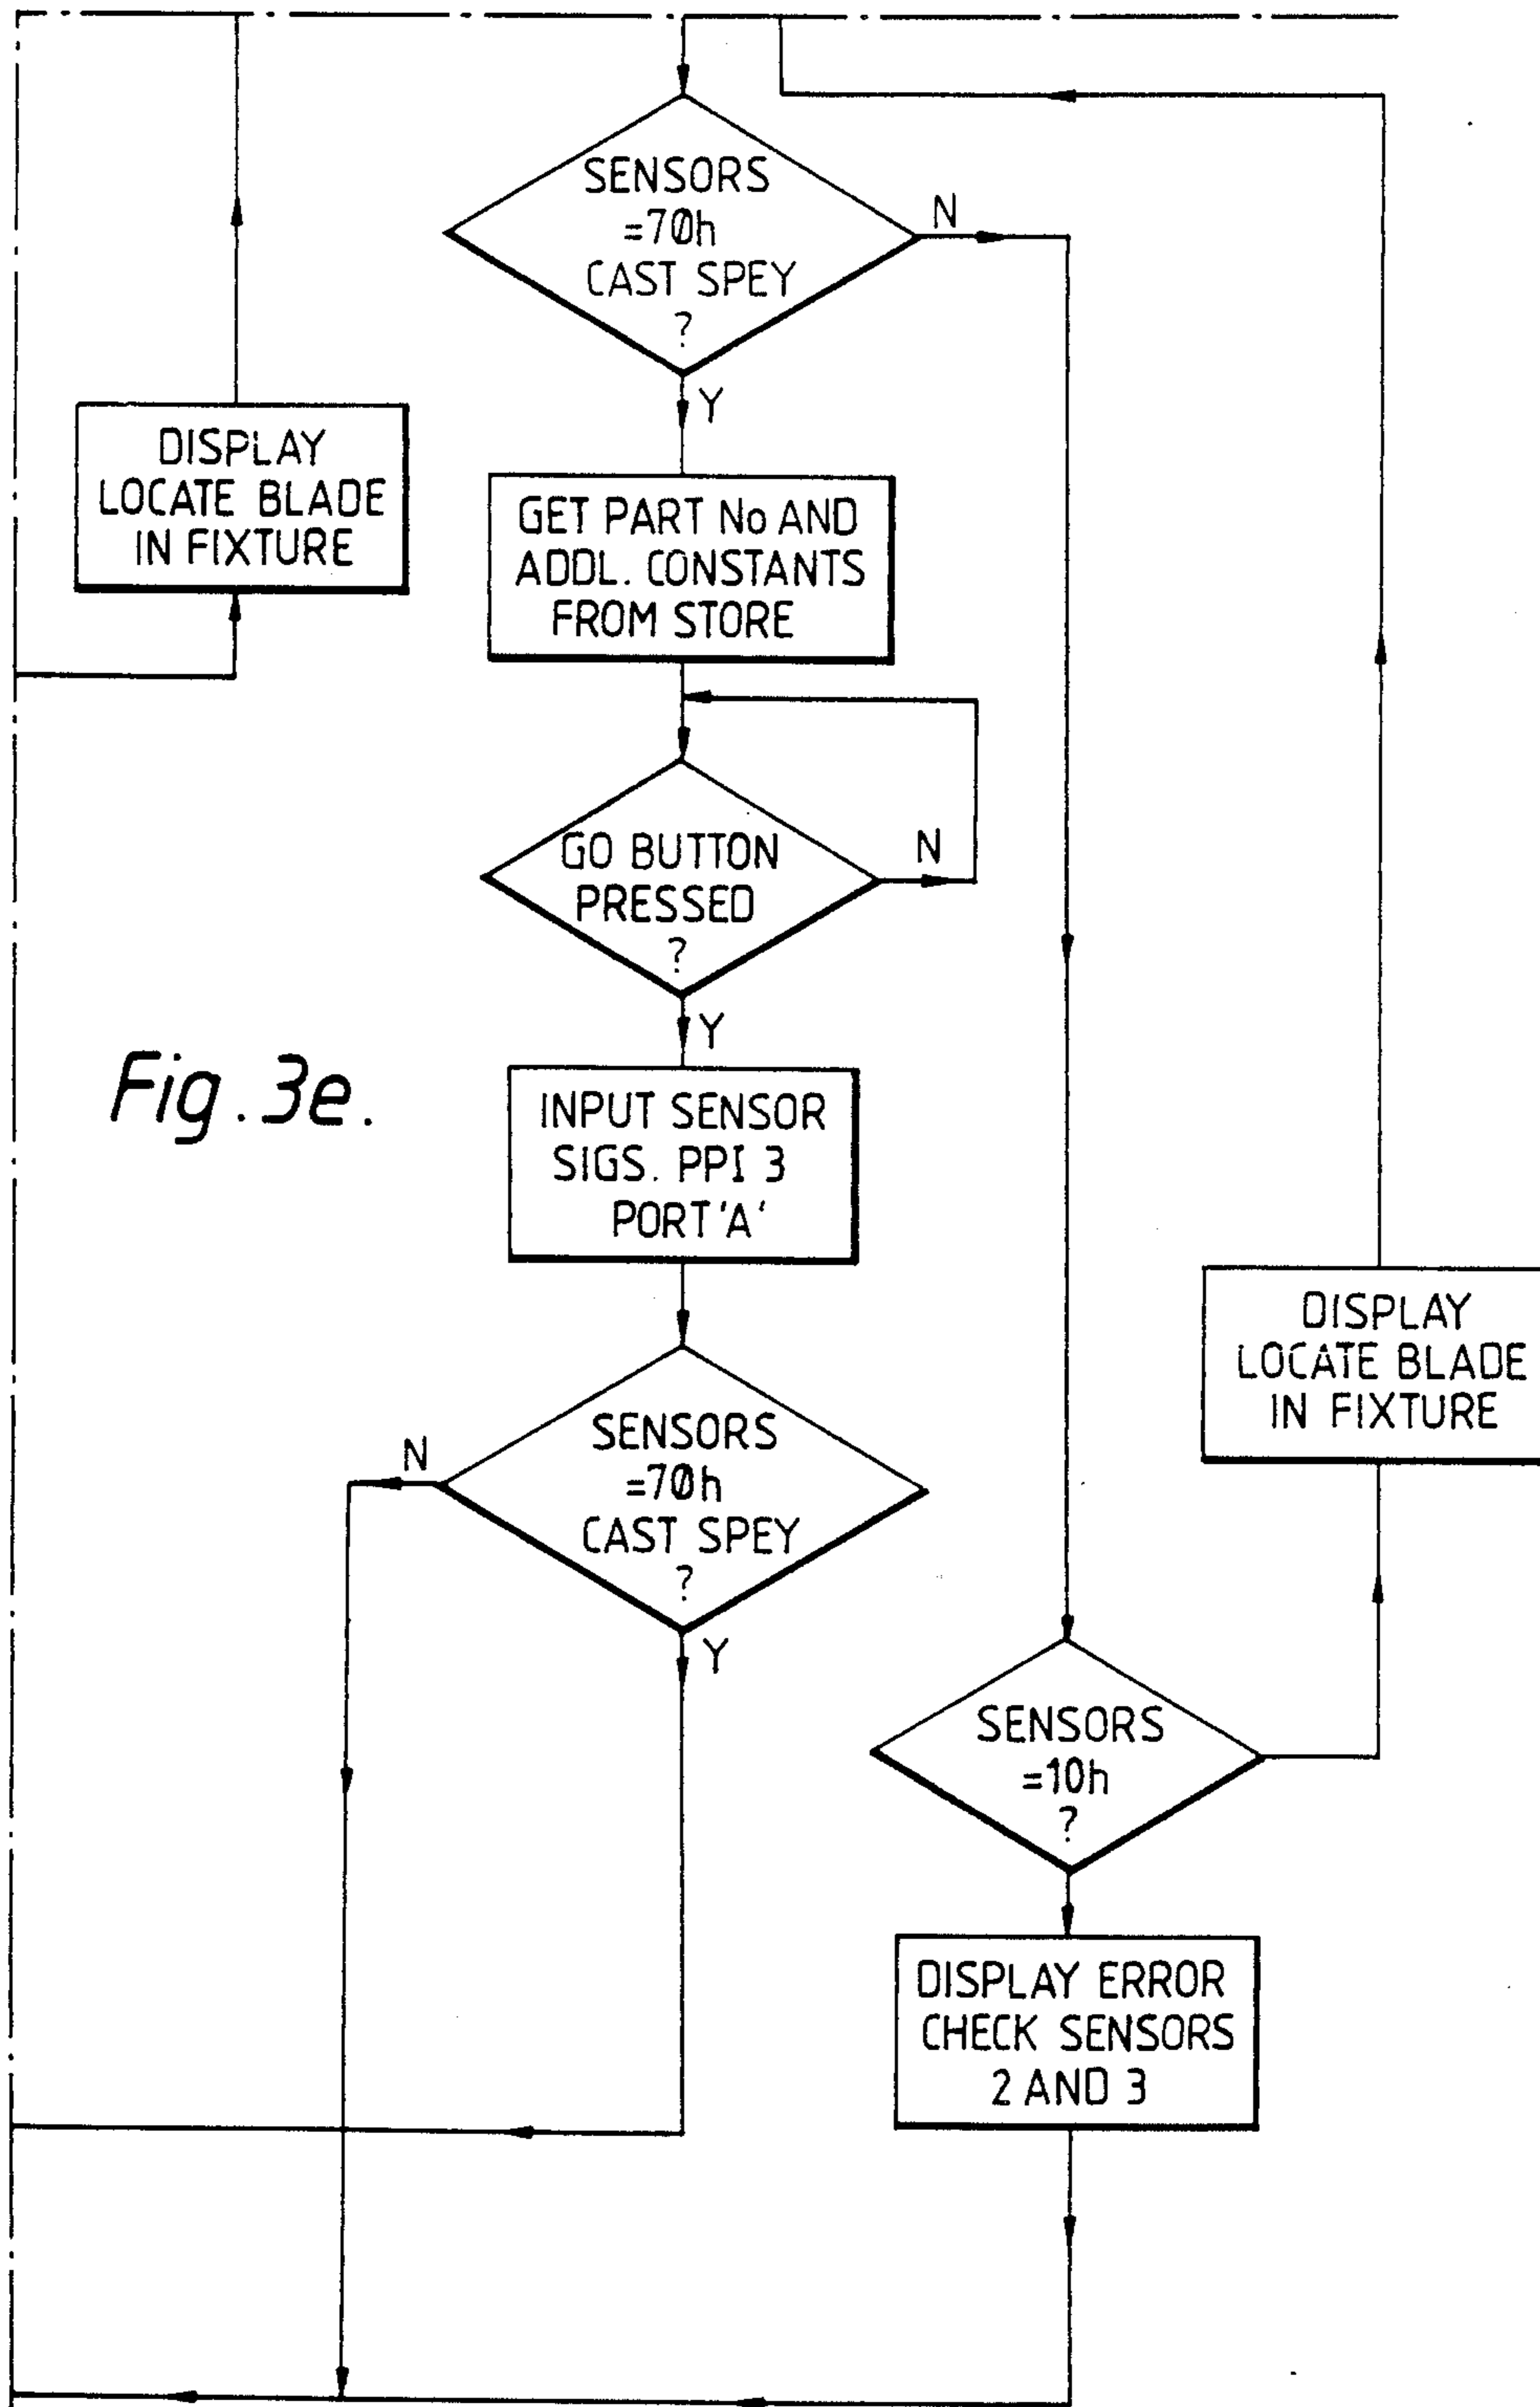 SENSORS
=70h
CAST SPEY
?
N
Y
DISPLAY
LOCATE BLADE
IN FIXTURE
GET PART No AND
ADDL. CONSTANTS
FROM STORE
GO BUTTON
PRESSED
?
N
Y
Fig. 3e.
INPUT SENSOR
SIGS. PPI 3
PORT 'A'
DISPLAY
LOCATE BLADE
IN FIXTURE
SENSORS
=70h
CAST SPEY
?
N
Y
SENSORS
=10h
?
DISPLAY ERROR
CHECK SENSORS
2 AND 3